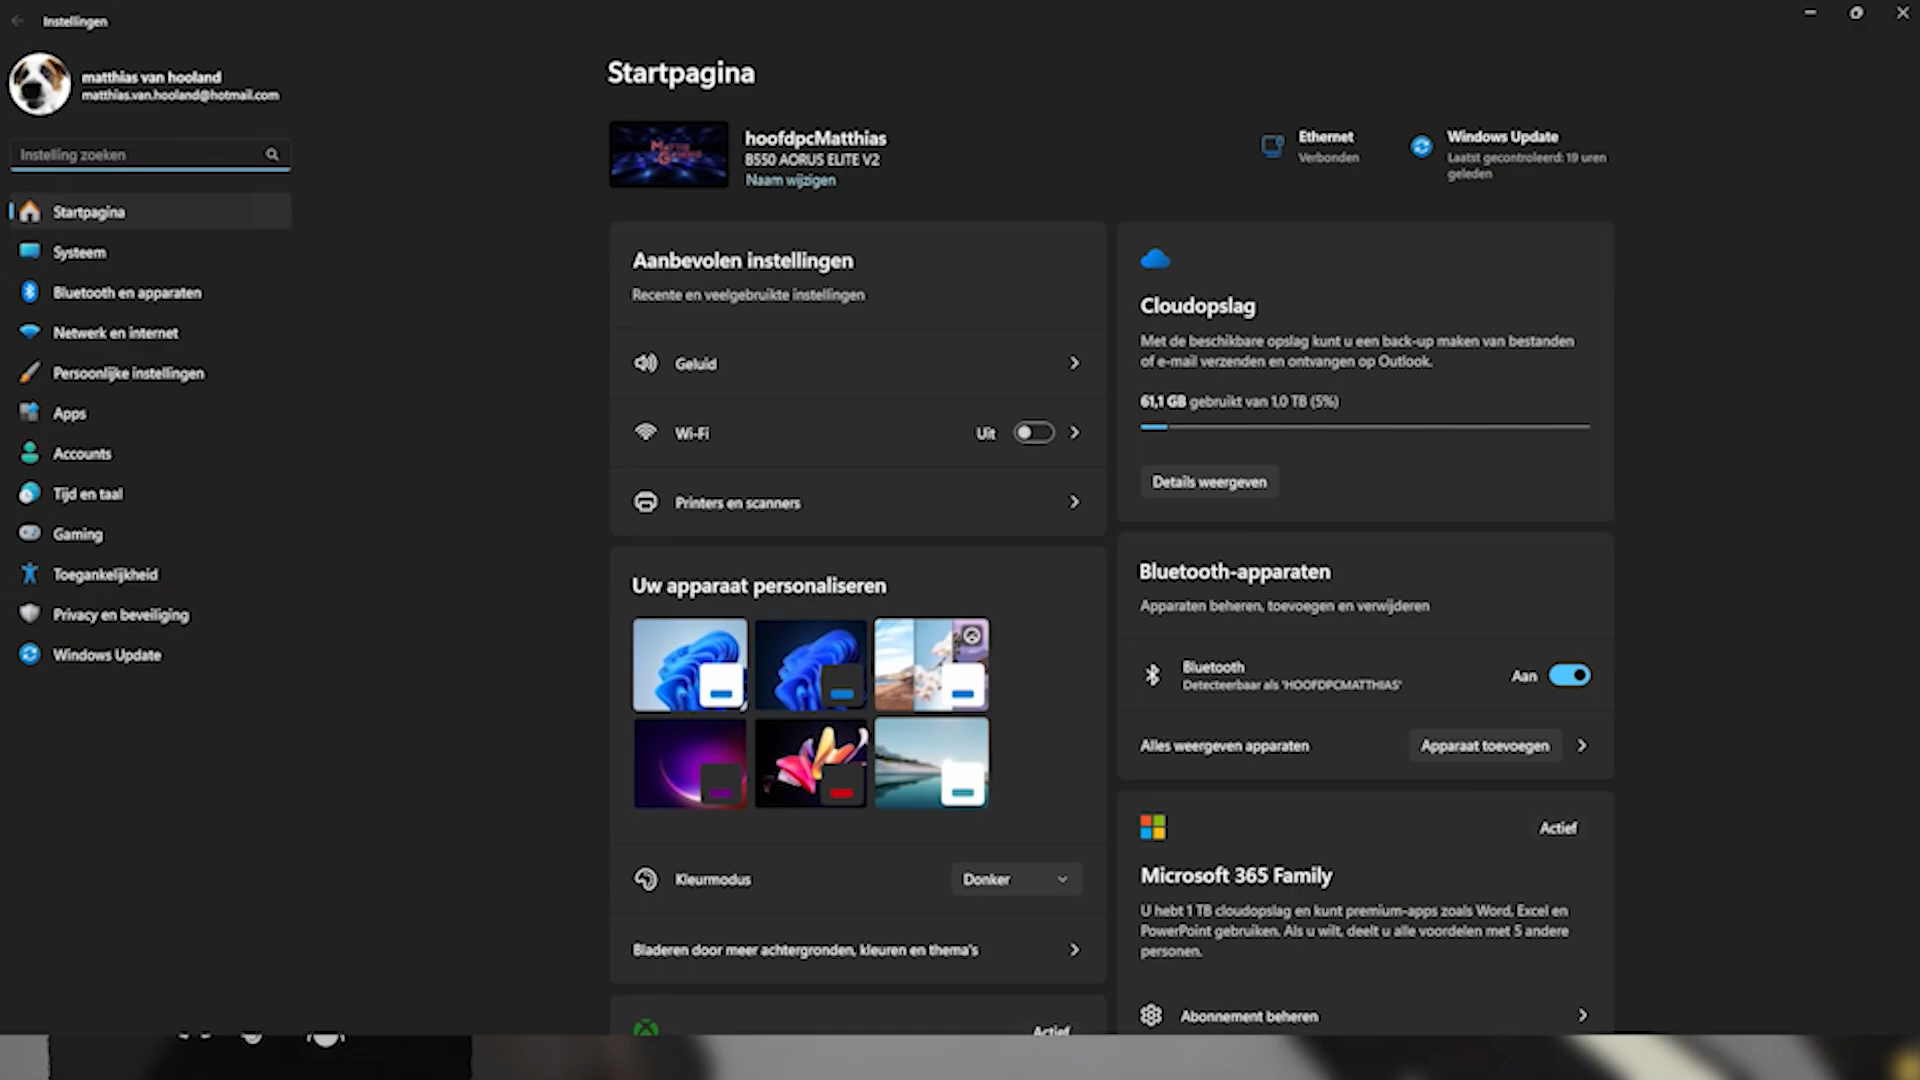 Instellingen
matthias van hooland
matthias.van.hooland@hotmail.com
Instelling zoeken
Startpagina
Systeem
Bluetooth en apparaten
Netwerk en internet
Persoonlijke instellingen
Apps
Accounts
Tijd en taal
Gaming
Toegankelijkheid
Privacy en beveiliging
Windows Update
Startpagina
hoofdpcMatthias
B550 AORUS ELITE V2
Naam wijzigen
Ethernet
Verbonden
Windows Update
Laatst gecontroleerd: 19 uren
geleden
Aanbevolen instellingen
Recente en veelgebruikte instellingen
Geluid
Wi-Fi
Uit
Printers en scanners
Uw apparaat personaliseren
Kleurmodus
Donker
Bladeren door meer achtergronden, kleuren en thema's
Actief
Cloudopslag
Met de beschikbare opslag kunt u een back-up maken van bestanden
of e-mail verzenden en ontvangen op Outlook.
61,1 GB gebruikt van 1,0 TB (5%)
Details weergeven
Bluetooth-apparaten
Apparaten beheren, toevoegen en verwijderen
Bluetooth
Detecteerbaar als 'HOOFDPCMATTHIAS'
Aan
Alles weergeven apparaten
Apparaat toevoegen
Actief
Microsoft 365 Family
U hebt 1 TB cloudopslag en kunt premium-apps zoals Word, Excel en
PowerPoint gebruiken. Als u wilt, deelt u alle voordelen met 5 andere
personen.
Abonnement beheren